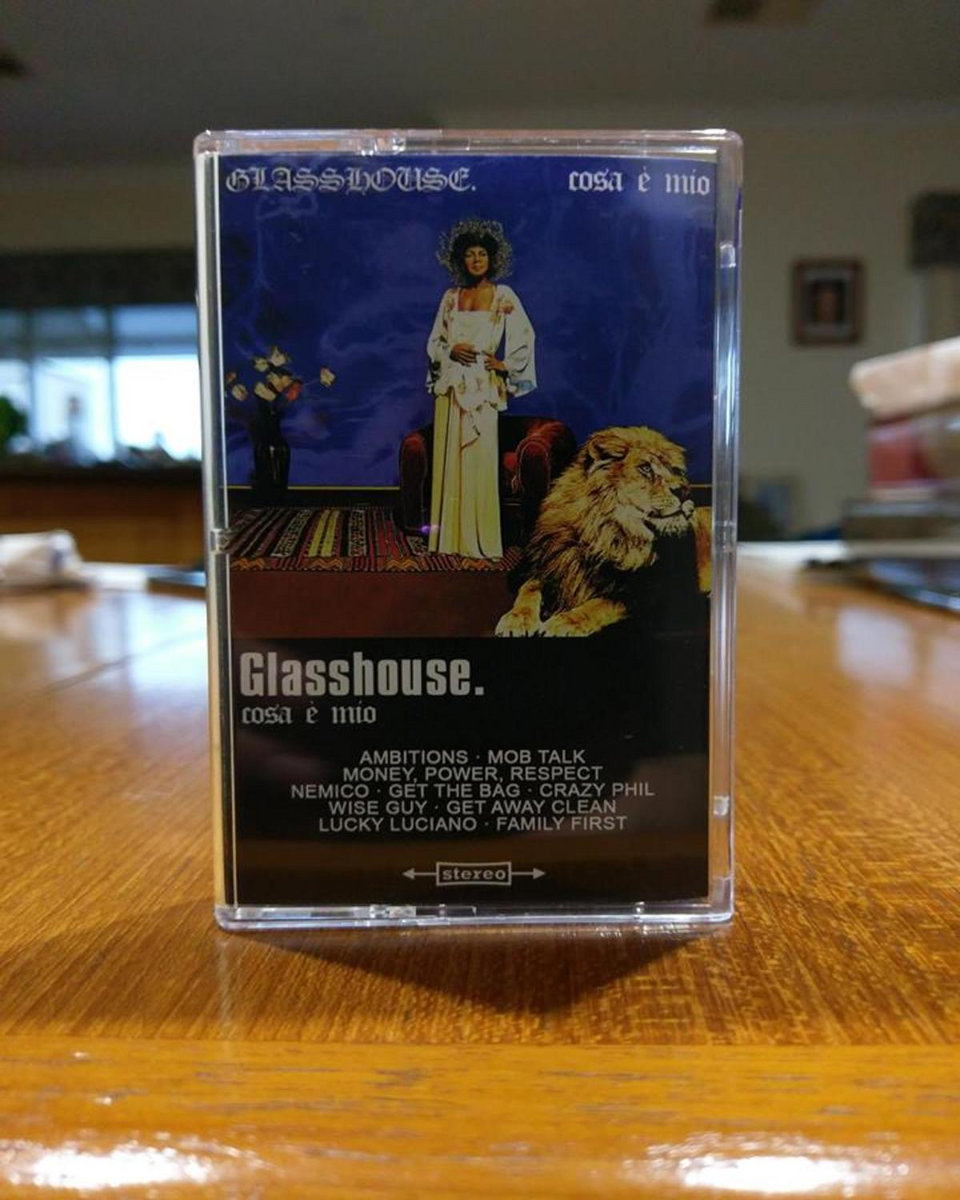 GLASSHOUSE. cosa è mio
Glasshouse.
cosa è mio
AMBITIONS · MOB TALK
MONEY, POWER, RESPECT
NEMICO · GET THE BAG · CRAZY PHIL
WISE GUY · GET AWAY CLEAN
LUCKY LUCIANO · FAMILY FIRST
stereo